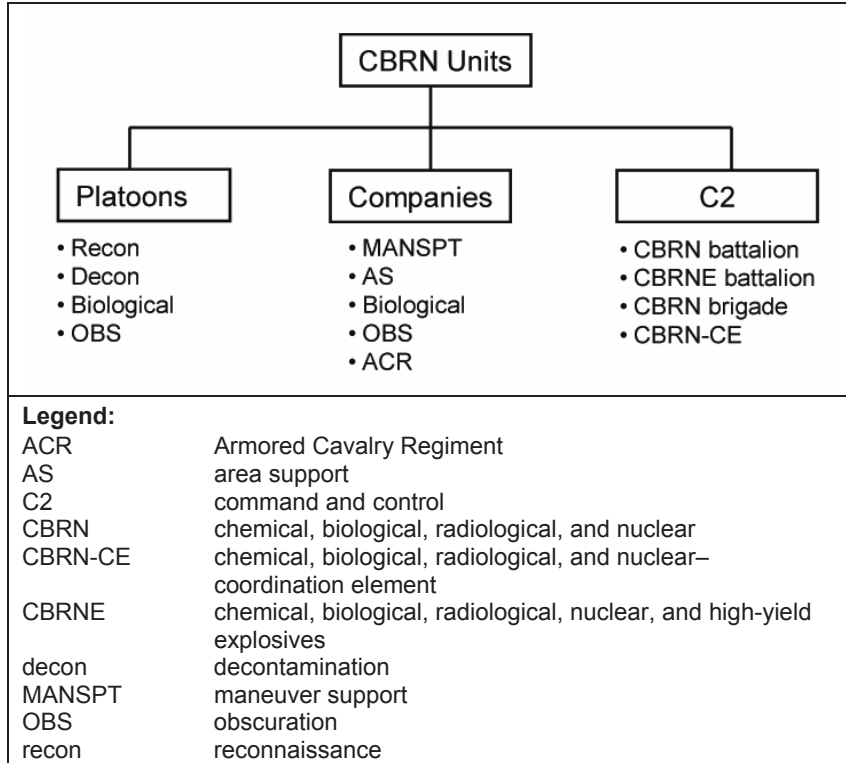 CBRN Units
Platoons
• Recon
• Decon
• Biological
• OBS
Companies
• MANSPT
• AS
• Biological
• OBS
• ACR
C2
• CBRN battalion
• CBRNE battalion
• CBRN brigade
• CBRN-CE
Legend:
ACR Armored Cavalry Regiment
AS area support
C2 command and control
CBRN chemical, biological, radiological, and nuclear
CBRN-CE chemical, biological, radiological, and nuclear–
coordination element
CBRNE chemical, biological, radiological, nuclear, and high-yield
explosives
decon decontamination
MANSPT maneuver support
OBS obscuration
recon reconnaissance